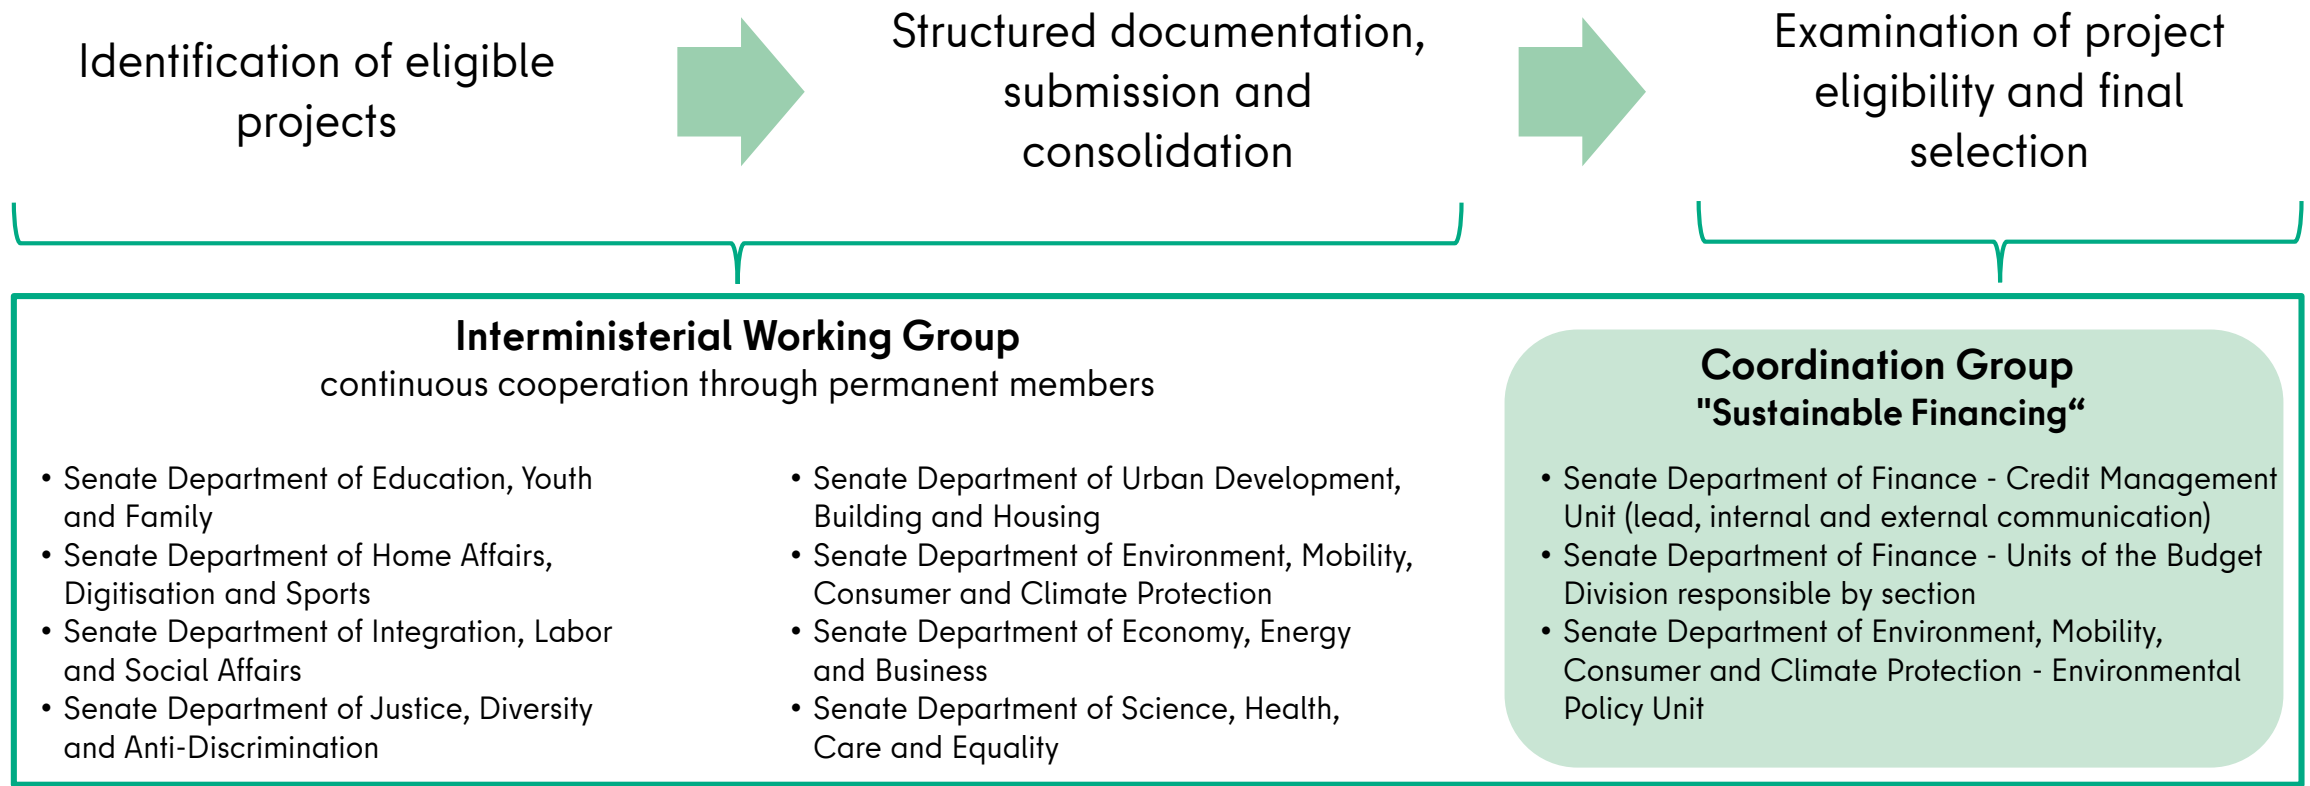 Identification of eligible
projects
Structured documentation,
submission and
consolidation
Examination of project
eligibility and final
selection
Interministerial Working Group
continuous cooperation through permanent members
• Senate Department of Education, Youth
and Family
• Senate Department of Home Affairs,
Digitisation and Sports
• Senate Department of Integration, Labor
and Social Affairs
• Senate Department of Justice, Diversity
and Anti-Discrimination
• Senate Department of Urban Development,
Building and Housing
• Senate Department of Environment, Mobility,
Consumer and Climate Protection
• Senate Department of Economy, Energy
and Business
• Senate Department of Science, Health,
Care and Equality
Coordination Group
"Sustainable Financing“
• Senate Department of Finance - Credit Management
Unit (lead, internal and external communication)
• Senate Department of Finance - Units of the Budget
Division responsible by section
• Senate Department of Environment, Mobility,
Consumer and Climate Protection - Environmental
Policy Unit